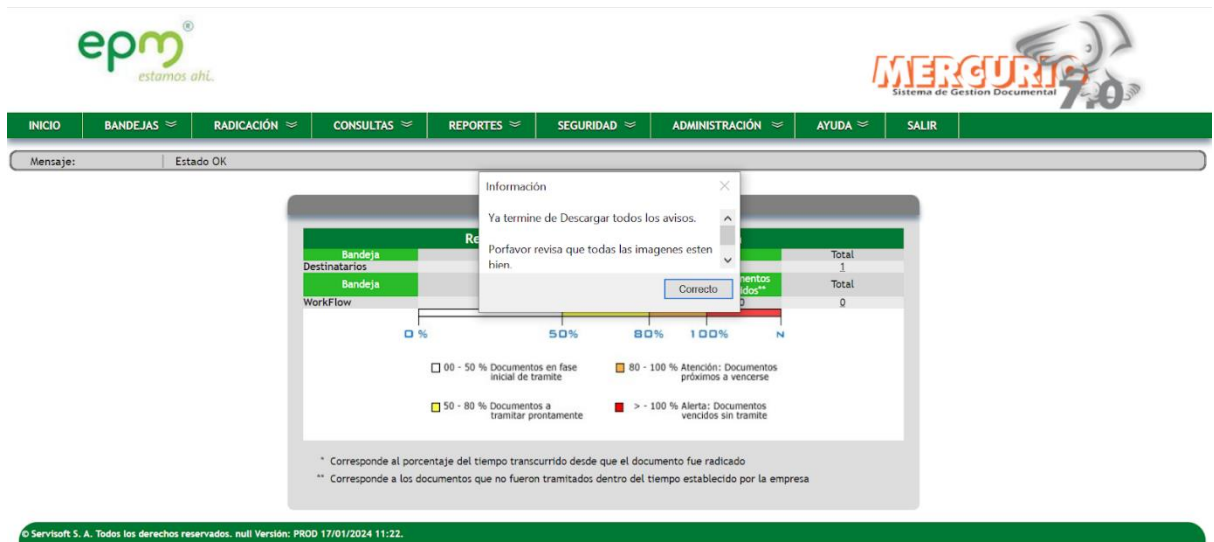 epm®
estamos ahí.
MERCURIO
Sistema de Gestion Documental
7.0
INICIO BANDEJAS RADICACIÓN CONSULTAS REPORTES SEGURIDAD ADMINISTRACIÓN AYUDA SALIR
Mensaje: Estado OK
Información
Ya termine de Descargar todos los avisos.
Porfavor revisa que todas las imagenes esten
bien.
Correcto
Re
Bandeja Total
Destinatarios 1
Bandeja Total
WorkFlow 0
0 % 50% 80% 100% N
00 - 50 % Documentos en fase
inicial de tramite
80 - 100 % Atención: Documentos
próximos a vencerse
50 - 80 % Documentos a
tramitar prontamente
> - 100 % Alerta: Documentos
vencidos sin tramite
* Corresponde al porcentaje del tiempo transcurrido desde que el documento fue radicado
** Corresponde a los documentos que no fueron tramitados dentro del tiempo establecido por la empresa
© Servisoft S. A. Todos los derechos reservados. null Versión: PROD 17/01/2024 11:22.